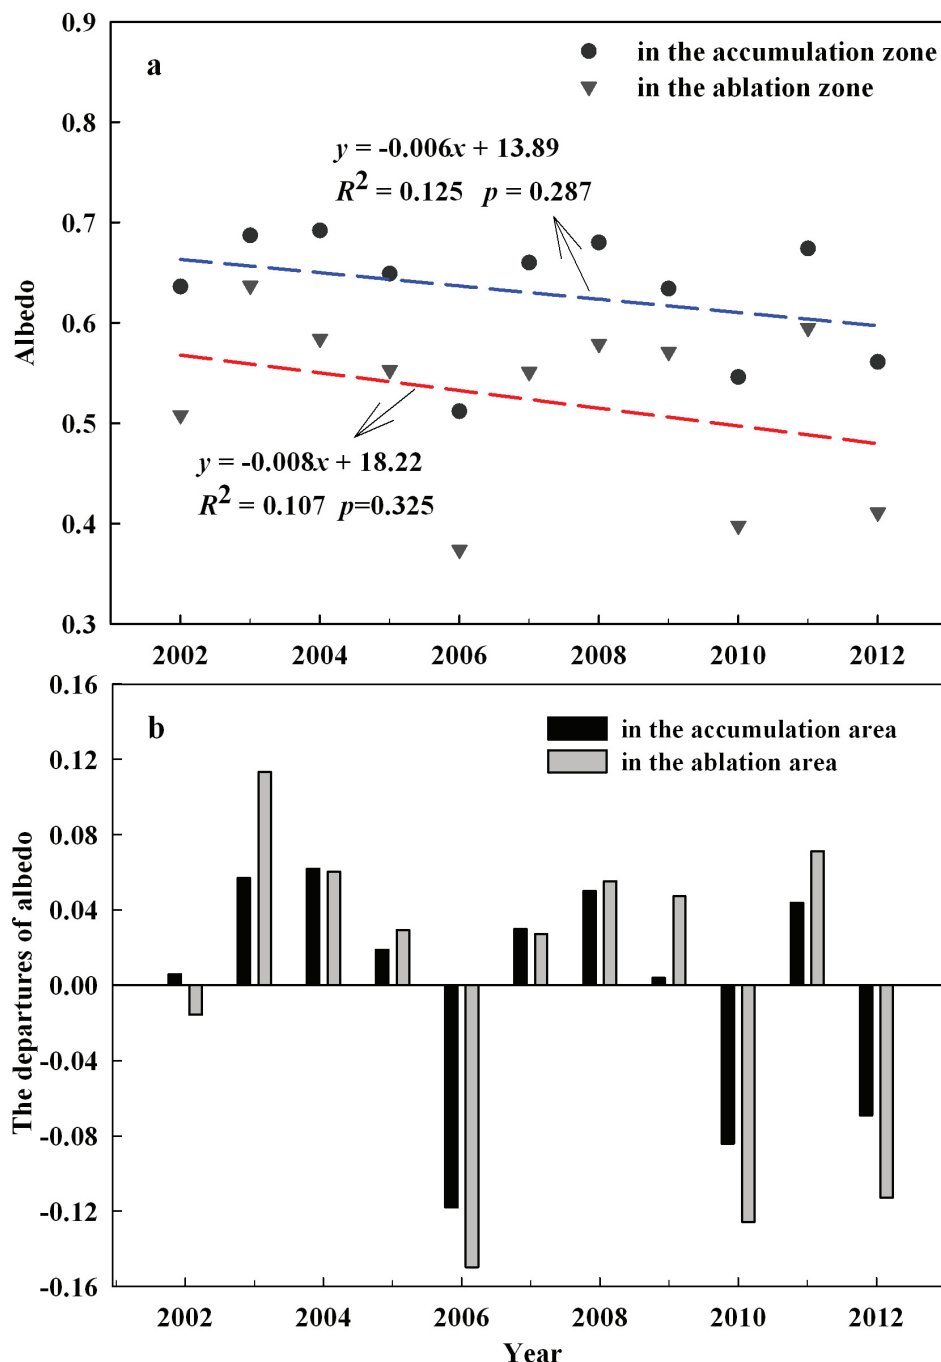 0.9
a
in the accumulation zone
in the ablation zone
0.8
y = -0.006x + 13.89
R² = 0.125 p = 0.287
0.7
0.6
Albedo
0.5
y = -0.008x + 18.22
R² = 0.107 p=0.325
0.4
0.3
2002 2004 2006 2008 2010 2012
0.16
b
in the accumulation area
in the ablation area
0.12
0.08
0.04
0.00
The departures of albedo
-0.04
-0.08
-0.12
-0.16
2002 2004 2006 2008 2010 2012
Year